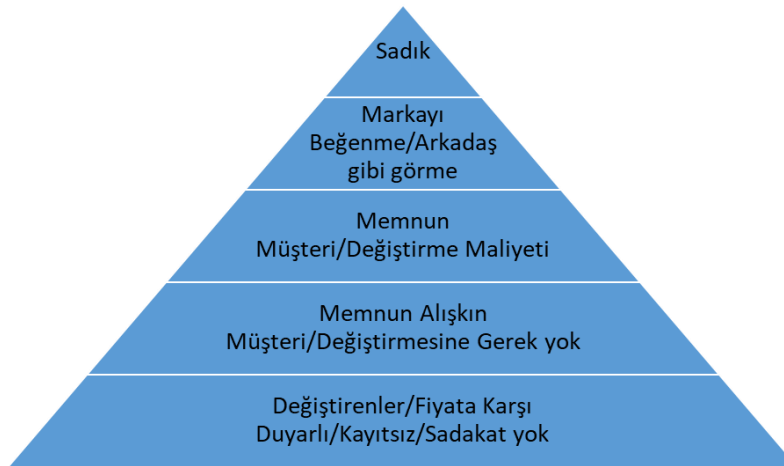 Sadık
Markayı
Beğenme/Arkadaş
gibi görme
Memnun
Müşteri/Değiştirme Maliyeti
Memnun Alışkın
Müşteri/Değiştirmesine Gerek yok
Değiştirenler/Fiyata Karşı
Duyarlı/Kayıtsız/Sadakat yok